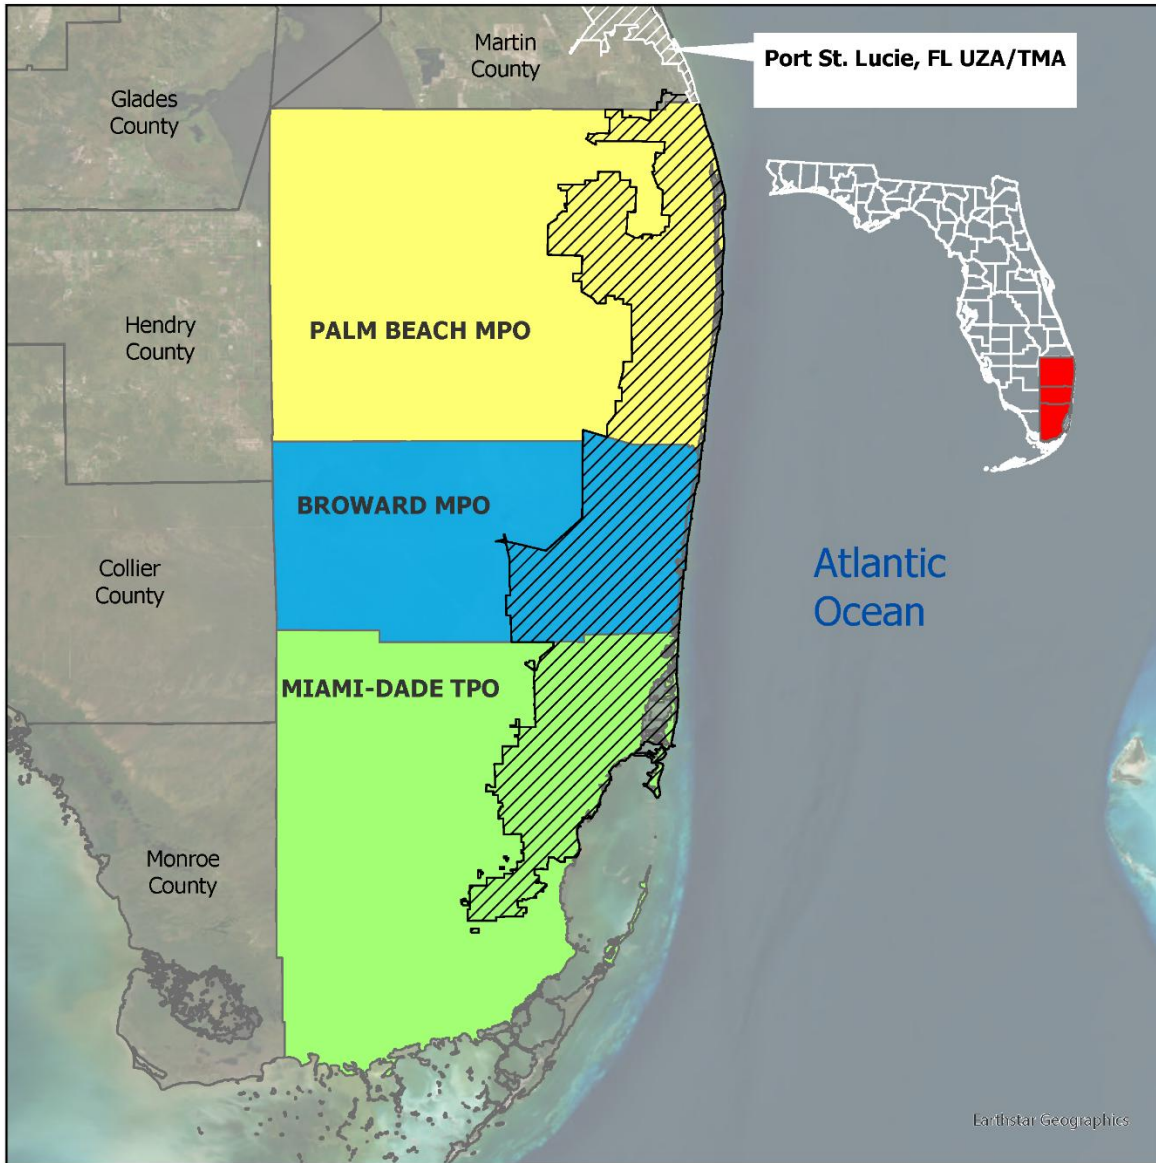 Martin
County
Port St. Lucie, FL UZA/TMA
Glades
County
Hendry
County
PALM BEACH MPO
BROWARD MPO
Collier
County
Atlantic
Ocean
MIAMI-DADE TPO
Monroe
County
Earthstar Geographics